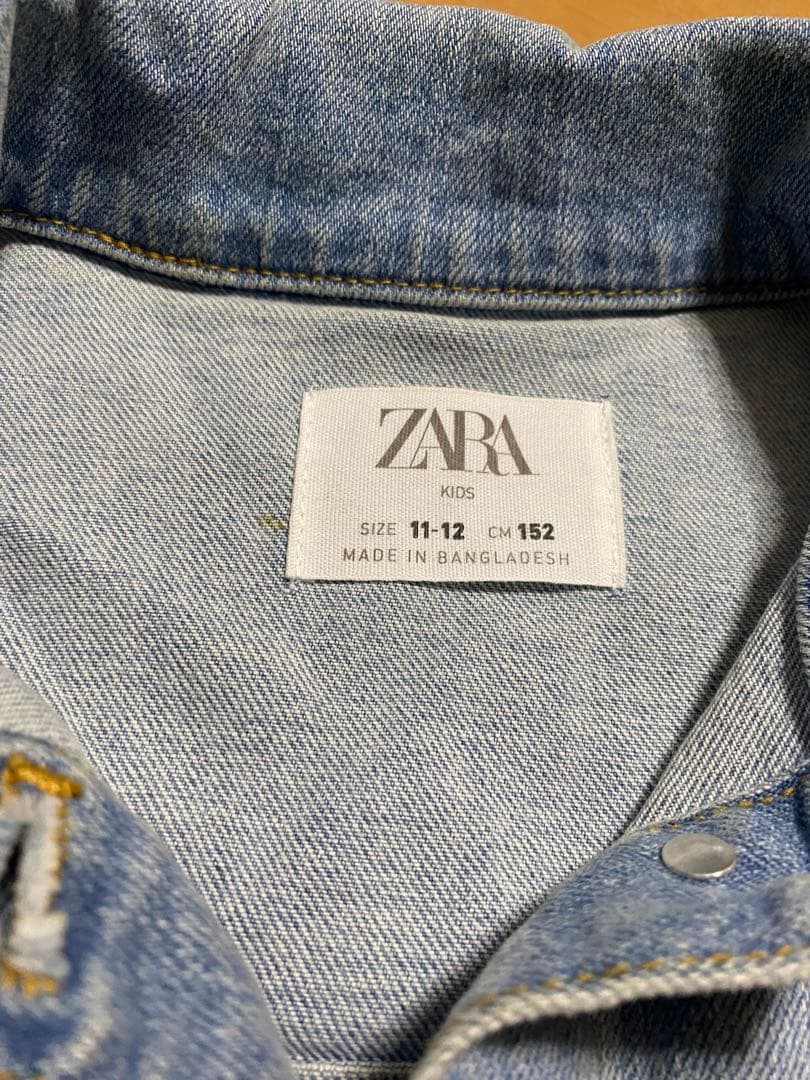 ZARA
KIDS
SIZE 11-12 CM 152
MADE IN BANGLADESH